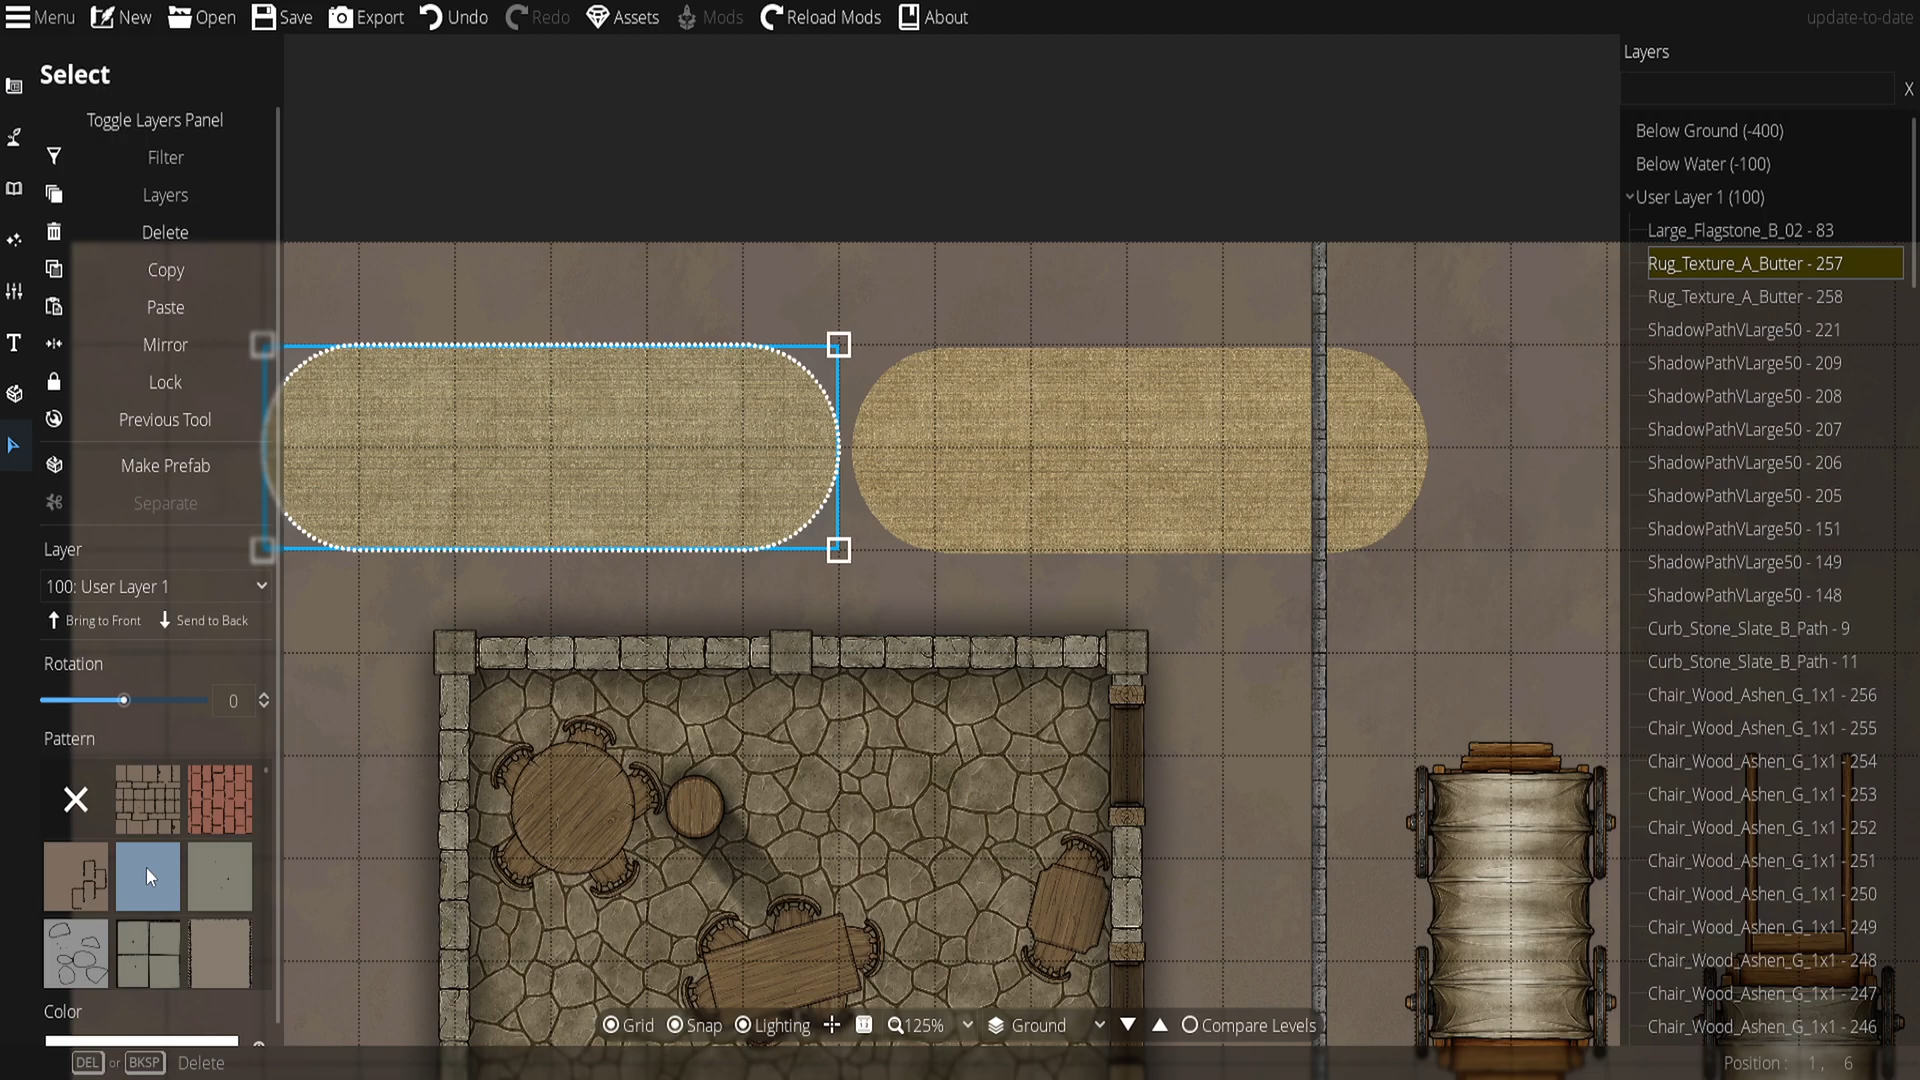 Menu New Open Save Export Undo Redo Assets Mods Reload Mods About update-to-date
Select
Toggle Layers Panel
Filter
Layers
Delete
Copy
Paste
Mirror
Lock
Previous Tool
Make Prefab
Separate
Layer
100: User Layer 1
Bring to Front Send to Back
Rotation
0
Pattern
Color
DEL or BKSP Delete
Grid Snap Lighting 125% Ground Compare Levels
Layers
X
Below Ground (-400)
Below Water (-100)
User Layer 1 (100)
Large_Flagstone_B_02 - 83
Rug_Texture_A_Butter - 257
Rug_Texture_A_Butter - 258
ShadowPathVLarge50 - 221
ShadowPathVLarge50 - 209
ShadowPathVLarge50 - 208
ShadowPathVLarge50 - 207
ShadowPathVLarge50 - 206
ShadowPathVLarge50 - 205
ShadowPathVLarge50 - 151
ShadowPathVLarge50 - 149
ShadowPathVLarge50 - 148
Curb_Stone_Slate_B_Path - 9
Curb_Stone_Slate_B_Path - 11
Chair_Wood_Ashen_G_1x1 - 256
Chair_Wood_Ashen_G_1x1 - 255
Chair_Wood_Ashen_G_1x1 - 254
Chair_Wood_Ashen_G_1x1 - 253
Chair_Wood_Ashen_G_1x1 - 252
Chair_Wood_Ashen_G_1x1 - 251
Chair_Wood_Ashen_G_1x1 - 250
Chair_Wood_Ashen_G_1x1 - 249
Chair_Wood_Ashen_G_1x1 - 248
Chair_Wood_Ashen_G_1x1 - 247
Chair_Wood_Ashen_G_1x1 - 246
Position : 1 , 6